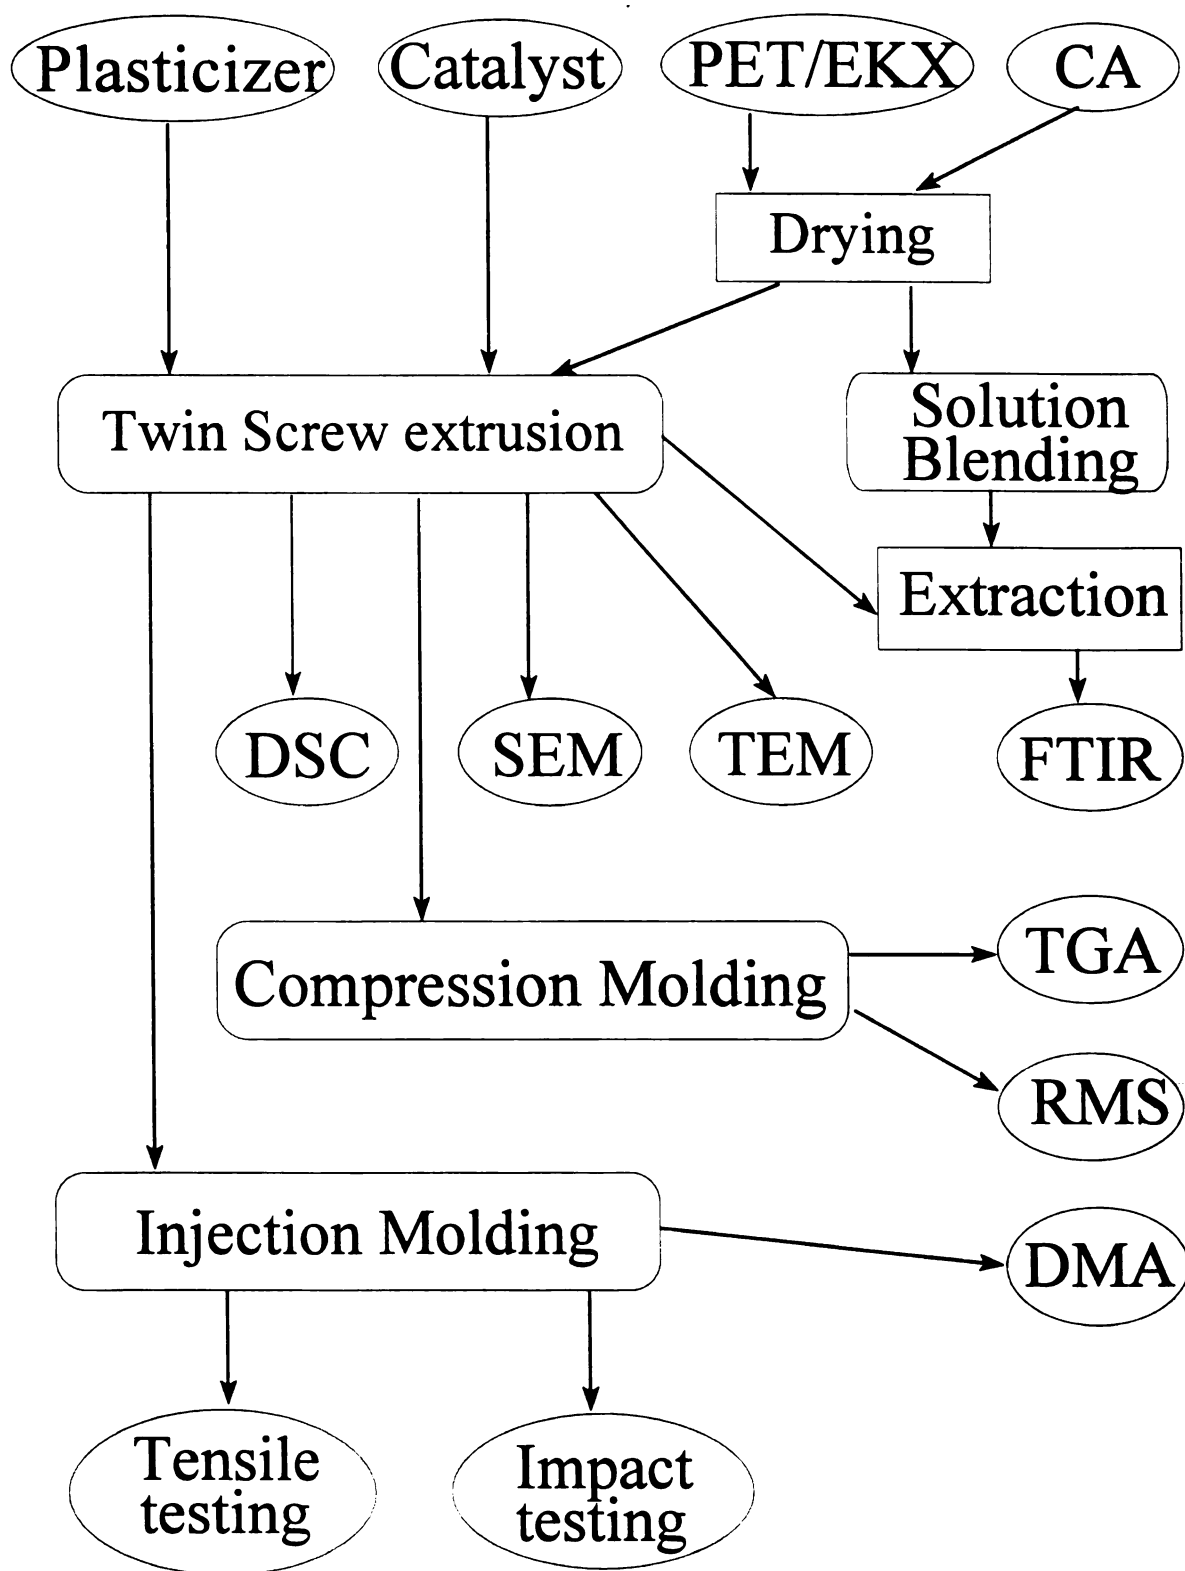 Plasticizer
Catalyst
PET/EKX
CA
Drying
Twin Screw extrusion
Solution
Blending
Extraction
DSC
SEM
TEM
FTIR
Compression Molding
TGA
RMS
Injection Molding
DMA
Tensile
testing
Impact
testing